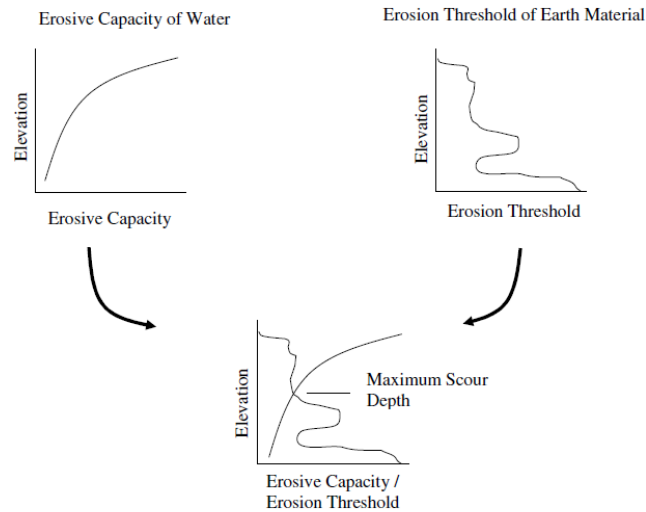 Erosive Capacity of Water
Erosion Threshold of Earth Material
Elevation
Elevation
Erosive Capacity
Erosion Threshold
Elevation
Maximum Scour
Depth
Erosive Capacity /
Erosion Threshold